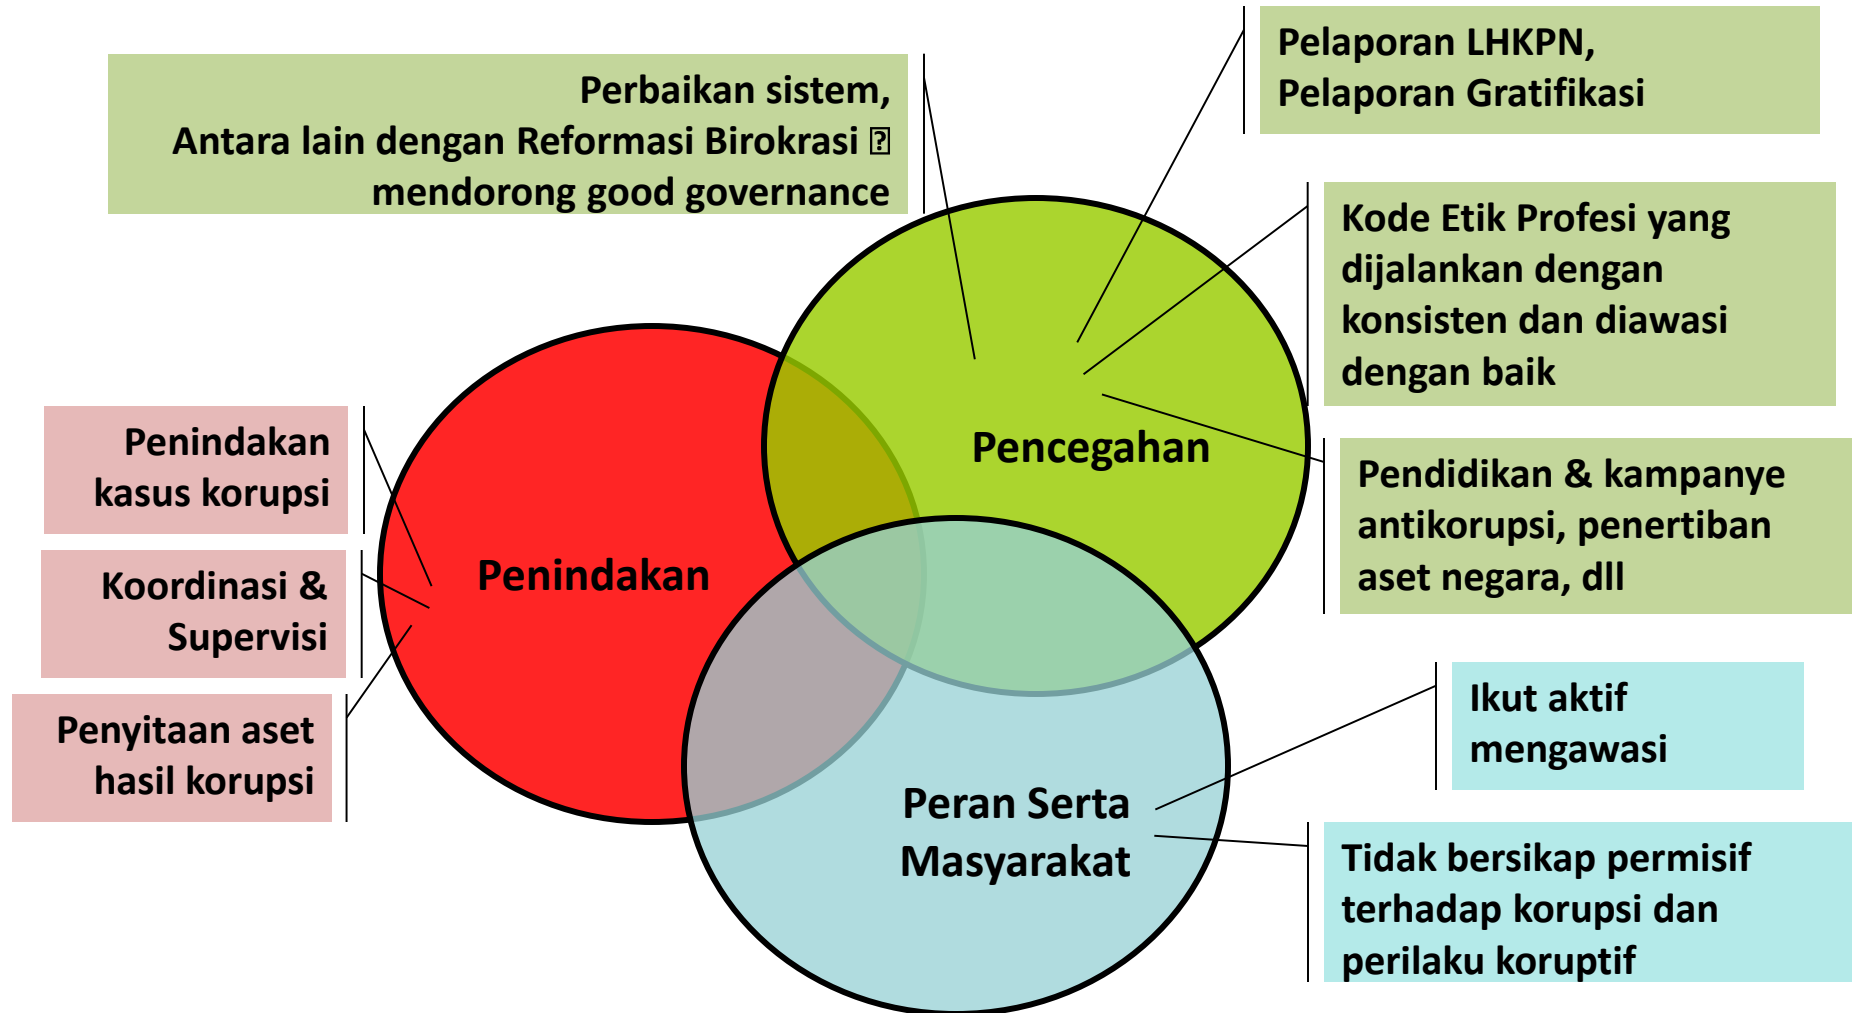 Perbaikan sistem,
Antara lain dengan Reformasi Birokrasi
mendorong good governance
Pelaporan LHKPN,
Pelaporan Gratifikasi
Kode Etik Profesi yang
dijalankan dengan
konsisten dan diawasi
dengan baik
Pencegahan
Pendidikan & kampanye
antikorupsi, penertiban
aset negara, dll
Penindakan
kasus korupsi
Koordinasi &
Supervisi
Penyitaan aset
hasil korupsi
Penindakan
Peran Serta
Masyarakat
Ikut aktif
mengawasi
Tidak bersikap permisif
terhadap korupsi dan
perilaku koruptif